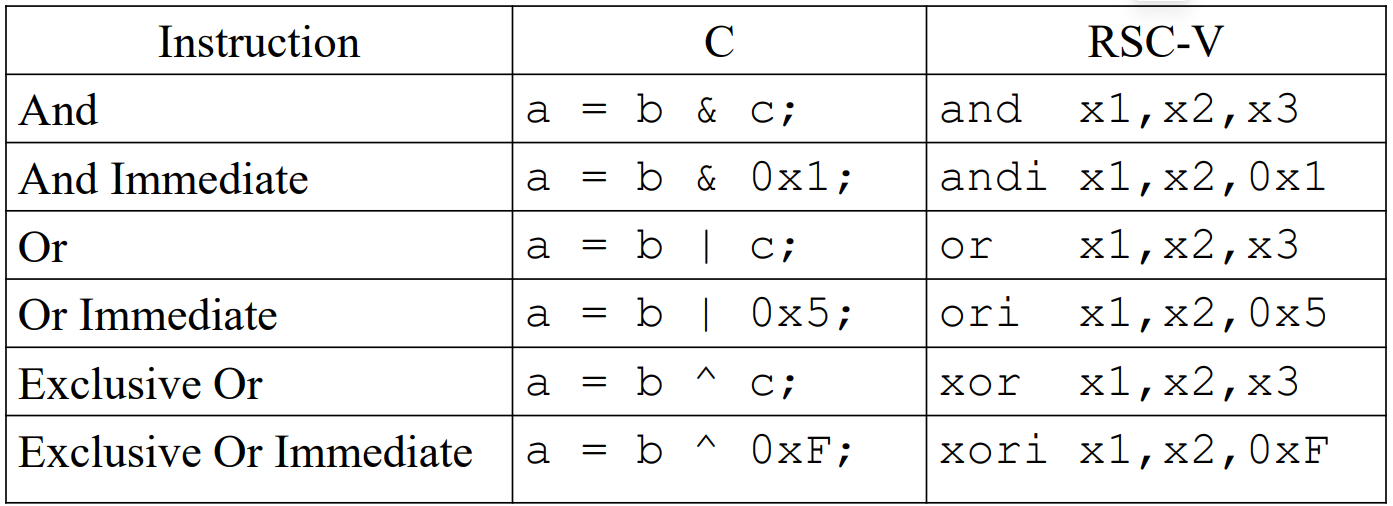 Instruction C RSC-V
And a = b & c; and x1,x2,x3
And Immediate a = b & 0x1; andi x1,x2,0x1
Or a = b | c; or x1,x2,x3
Or Immediate a = b | 0x5; ori x1,x2,0x5
Exclusive Or a = b ^ c; xor x1,x2,x3
Exclusive Or Immediate a = b ^ 0xF; xori x1,x2,0xF